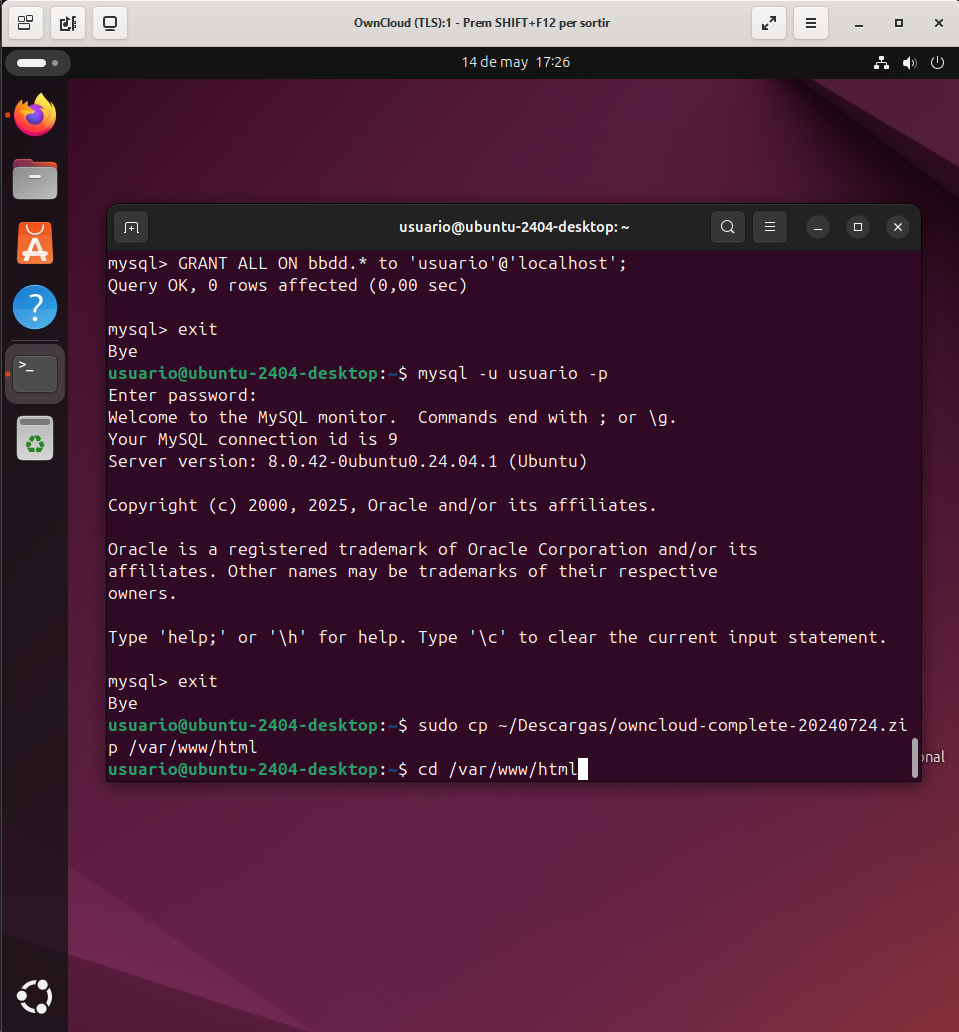 OwnCloud (TLS):1 - Prem SHIFT+F12 per sortir
14 de may 17:26
usuario@ubuntu-2404-desktop: ~
mysql> GRANT ALL ON bbdd.* to 'usuario'@'localhost';
Query OK, 0 rows affected (0,00 sec)
mysql> exit
Bye
usuario@ubuntu-2404-desktop:~$ mysql -u usuario -p
Enter password:
Welcome to the MySQL monitor.  Commands end with ; or \g.
Your MySQL connection id is 9
Server version: 8.0.42-0ubuntu0.24.04.1 (Ubuntu)
Copyright (c) 2000, 2025, Oracle and/or its affiliates.
Oracle is a registered trademark of Oracle Corporation and/or its
affiliates. Other names may be trademarks of their respective
owners.
Type 'help;' or '\h' for help. Type '\c' to clear the current input statement.
mysql> exit
Bye
usuario@ubuntu-2404-desktop:~$ sudo cp ~/Descargas/owncloud-complete-20240724.zi
p /var/www/html
usuario@ubuntu-2404-desktop:~$ cd /var/www/html